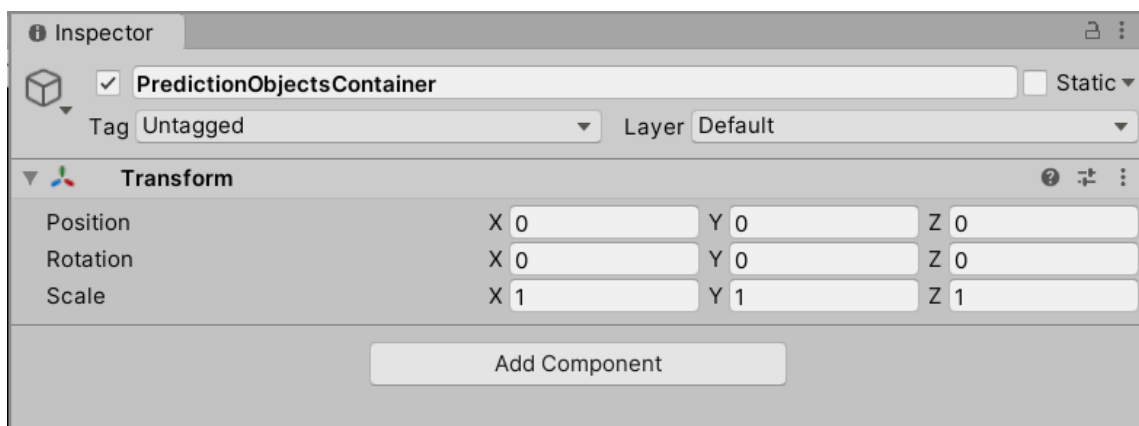 Inspector
PredictionObjectsContainer Static
Tag Untagged Layer Default
Transform
Position X 0 Y 0 Z 0
Rotation X 0 Y 0 Z 0
Scale X 1 Y 1 Z 1
Add Component